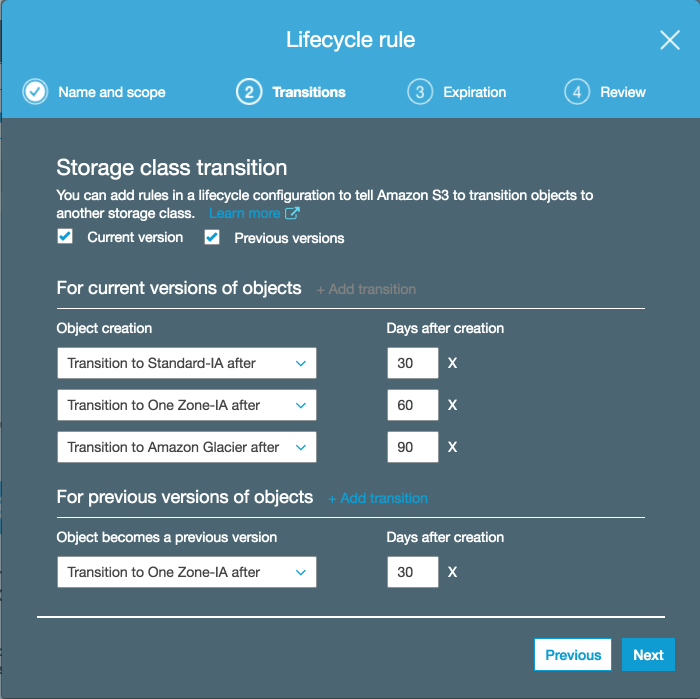 Lifecycle rule
Name and scope 2 Transitions 3 Expiration 4 Review
Storage class transition
You can add rules in a lifecycle configuration to tell Amazon S3 to transition objects to
another storage class. Learn more
Current version Previous versions
For current versions of objects + Add transition
Object creation Days after creation
Transition to Standard-IA after 30 X
Transition to One Zone-IA after 60 X
Transition to Amazon Glacier after 90 X
For previous versions of objects + Add transition
Object becomes a previous version Days after creation
Transition to One Zone-IA after 30 X
Previous Next